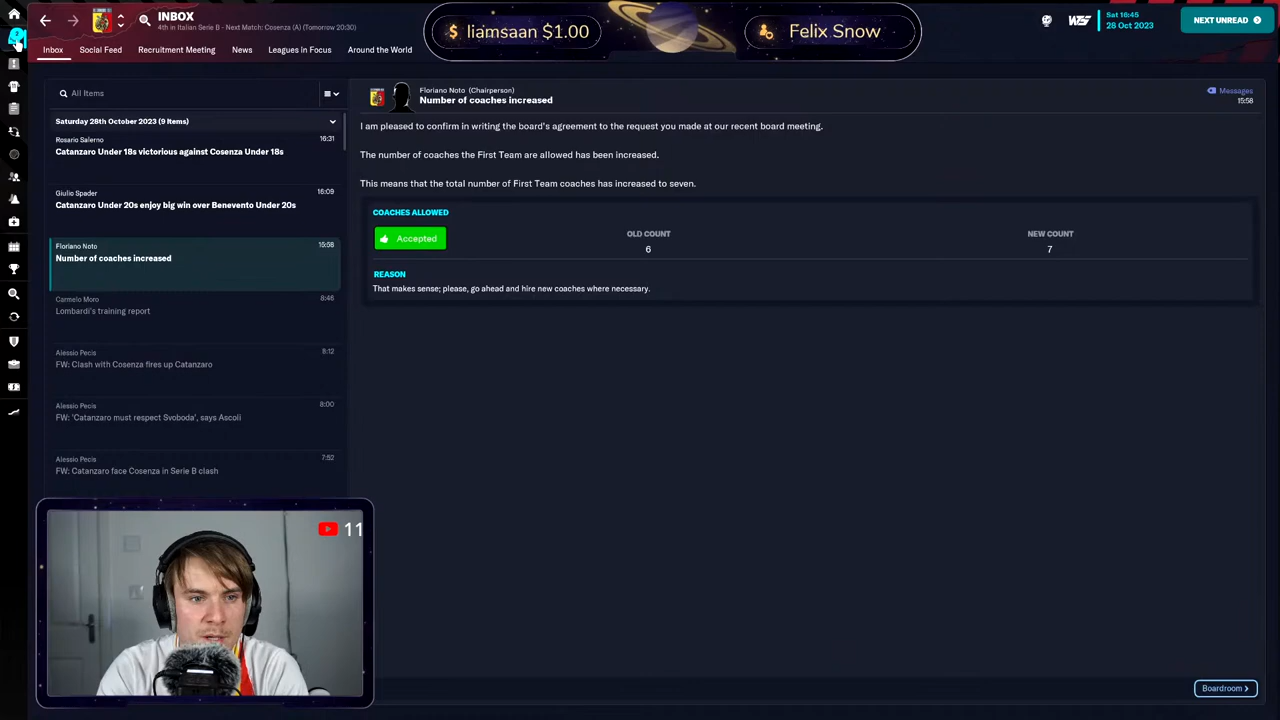 INBOX
4th in Italian Serie B - Next Match: Cosenza (A) (Tomorrow 20:30)
$ liamsaan $1.00
Felix Snow
Sat 16:45
28 Oct 2023
NEXT UNREAD
Inbox
Social Feed
Recruitment Meeting
News
Leagues in Focus
Around the World
All Items
Saturday 28th October 2023 (9 Items)
Rosario Salerno
16:31
Catanzaro Under 18s victorious against Cosenza Under 18s
Giulio Spader
16:09
Catanzaro Under 20s enjoy big win over Benevento Under 20s
Floriano Noto
15:58
Number of coaches increased
Carmelo Moro
8:46
Lombardi's training report
Alessio Pecis
8:12
FW: Clash with Cosenza fires up Catanzaro
Alessio Pecis
8:00
FW: 'Catanzaro must respect Svoboda', says Ascoli
Alessio Pecis
7:52
FW: Catanzaro face Cosenza in Serie B clash
Floriano Noto (Chairperson)
Number of coaches increased
Messages
15:58
I am pleased to confirm in writing the board's agreement to the request you made at our recent board meeting.
The number of coaches the First Team are allowed has been increased.
This means that the total number of First Team coaches has increased to seven.
COACHES ALLOWED
Accepted
OLD COUNT
6
NEW COUNT
7
REASON
That makes sense; please, go ahead and hire new coaches where necessary.
11
Boardroom